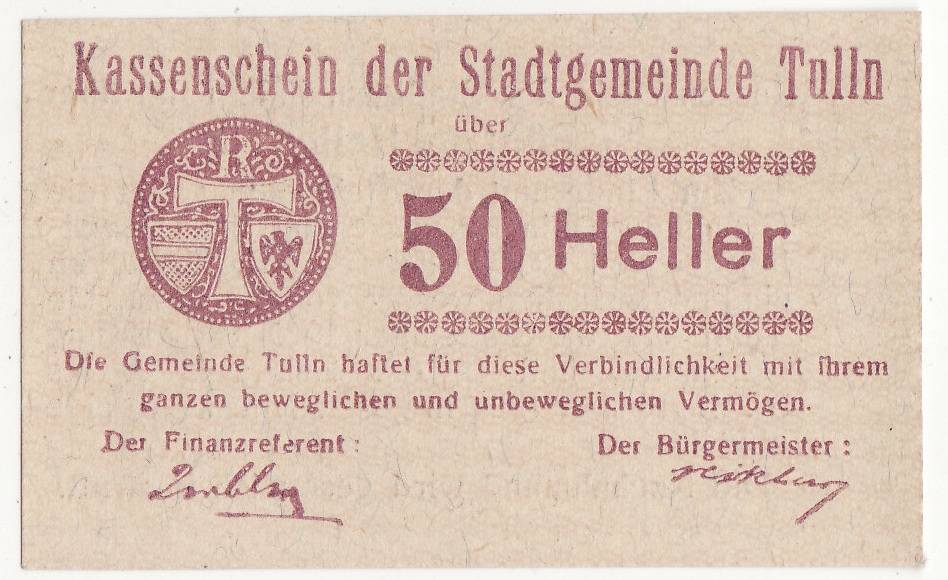 Kassenschein der Stadtgemeinde Tulln
über
R
T
50 Heller
Die Gemeinde Tulln haftet für diese Verbindlichkeit mit ihrem
ganzen beweglichen und unbeweglichen Vermögen.
Der Finanzreferent:
Der Bürgermeister: